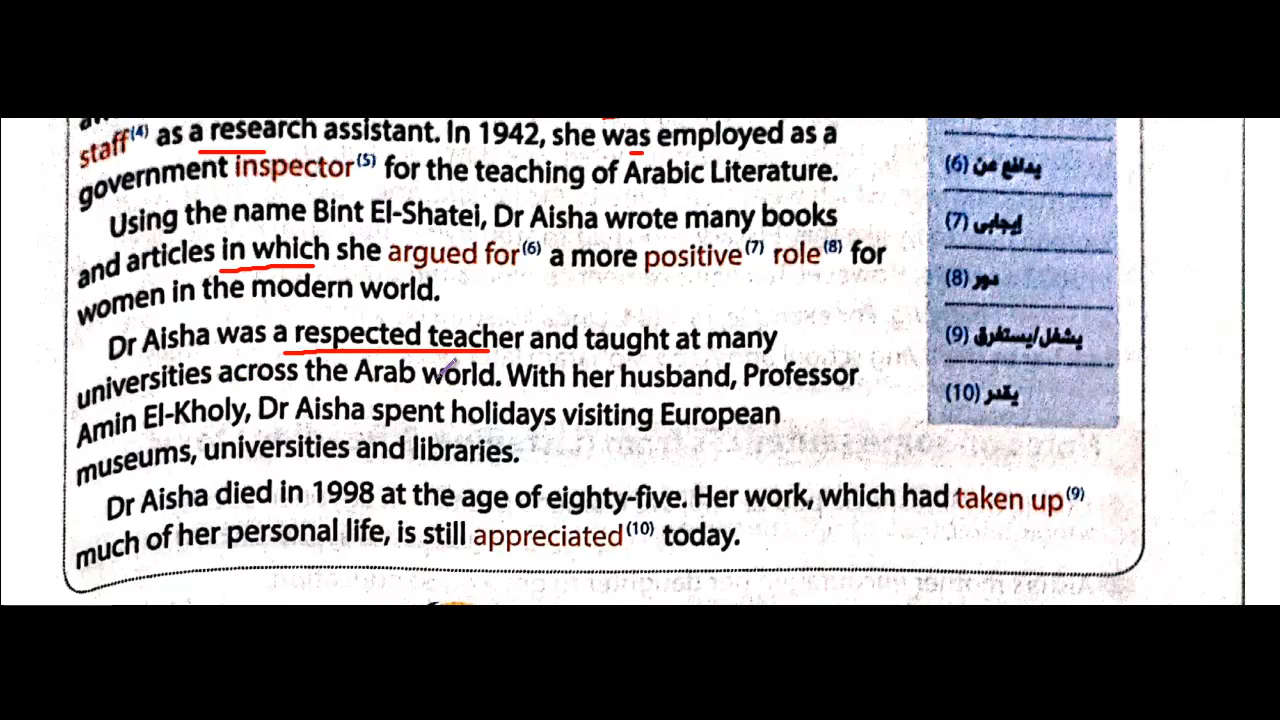 staff(4) as a research assistant. In 1942, she was employed as a
government inspector(5) for the teaching of Arabic Literature.
Using the name Bint El-Shatei, Dr Aisha wrote many books
and articles in which she argued for(6) a more positive(7) role(8) for
women in the modern world.
Dr Aisha was a respected teacher and taught at many
universities across the Arab world. With her husband, Professor
Amin El-Kholy, Dr Aisha spent holidays visiting European
museums, universities and libraries.
Dr Aisha died in 1998 at the age of eighty-five. Her work, which had taken up(9)
much of her personal life, is still appreciated(10) today.
(6) يدافع عن
(7) إيجابى
(8) دور
(9) يشغل/يستغرق
(10) يقدر